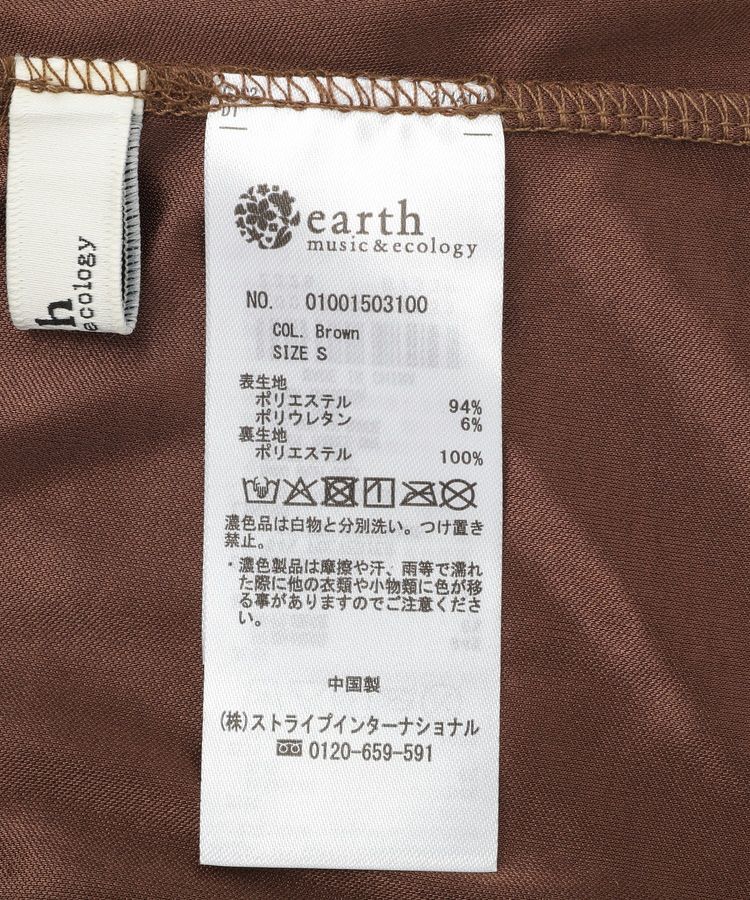 h
ecology
earth
music&ecology
NO. 01001503100
COL. Brown
SIZE S
表生地
ポリエステル 94%
ポリウレタン 6%
裏生地
ポリエステル 100%
濃色品は白物と分別洗い。つけ置き
禁止。
・濃色製品は摩擦や汗、雨等で濡れ
た際に他の衣類や小物類に色が移
る事がありますのでご注意くださ
い。
中国製
(株)ストライプインターナショナル
0120-659-591